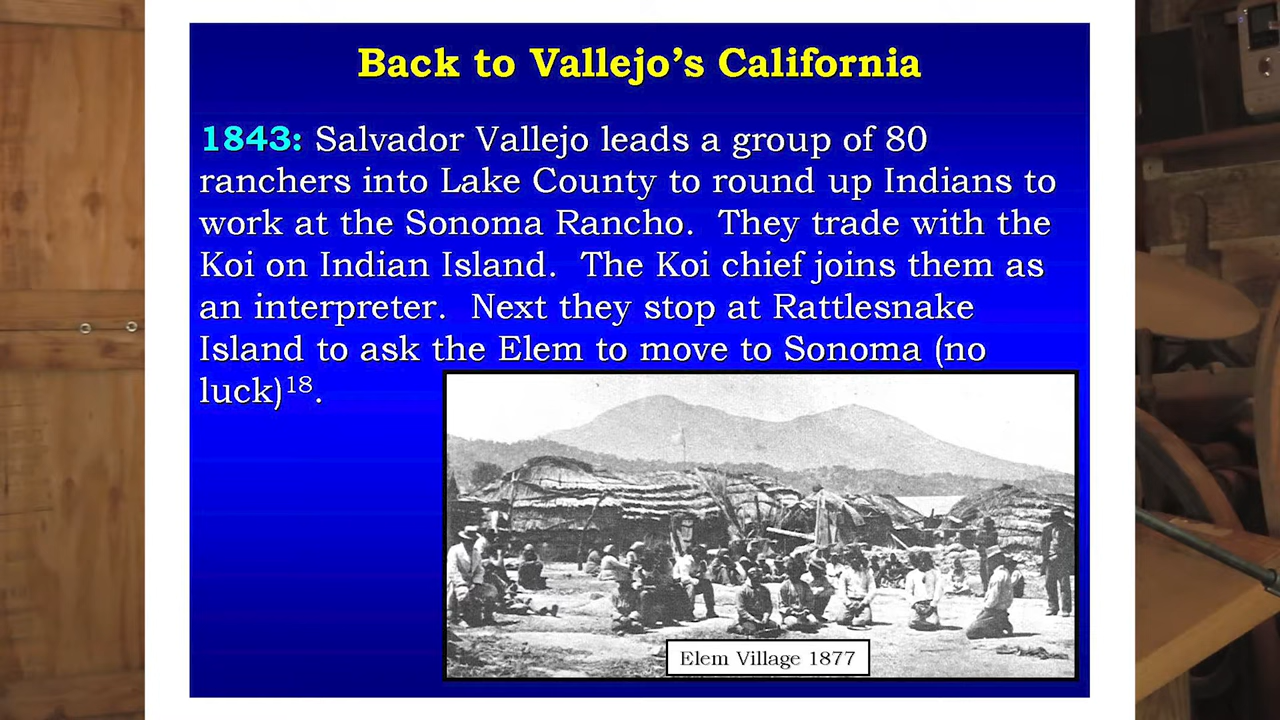 Back to Vallejo’s California
1843: Salvador Vallejo leads a group of 80
ranchers into Lake County to round up Indians to
work at the Sonoma Rancho.  They trade with the
Koi on Indian Island.  The Koi chief joins them as
an interpreter.  Next they stop at Rattlesnake
Island to ask the Elem to move to Sonoma (no
luck)¹⁸.
Elem Village 1877